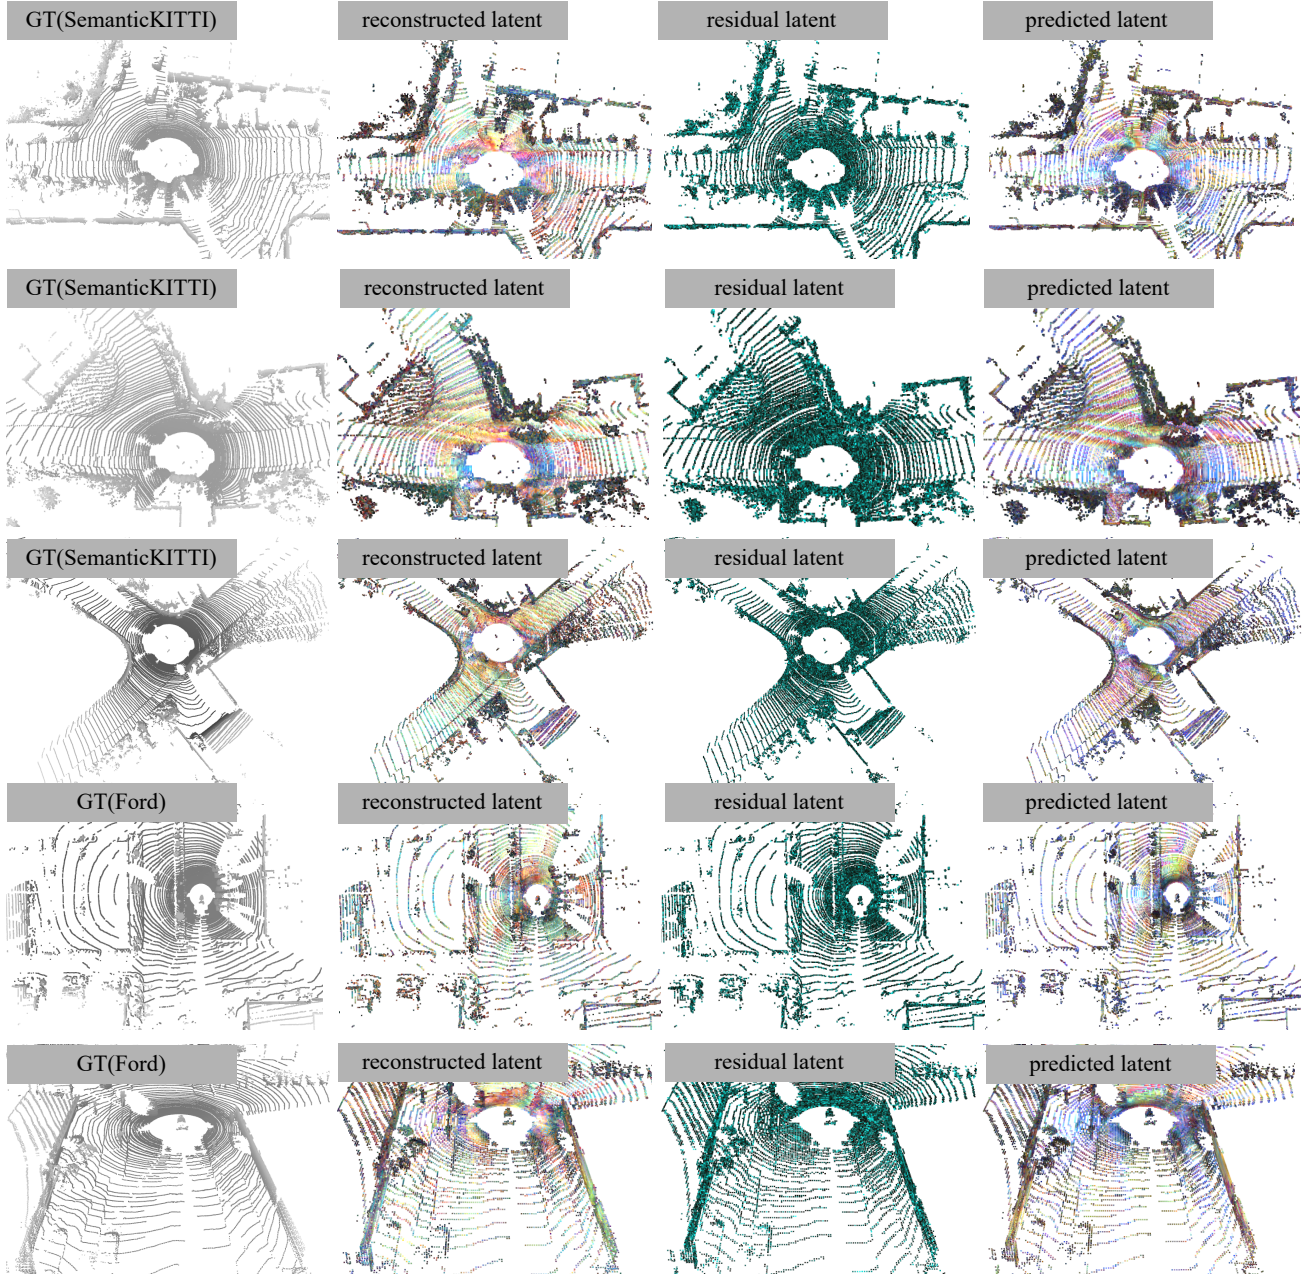 GT(SemanticKITTI)
reconstructed latent
residual latent
predicted latent
GT(SemanticKITTI)
reconstructed latent
residual latent
predicted latent
GT(SemanticKITTI)
reconstructed latent
residual latent
predicted latent
GT(Ford)
reconstructed latent
residual latent
predicted latent
GT(Ford)
reconstructed latent
residual latent
predicted latent